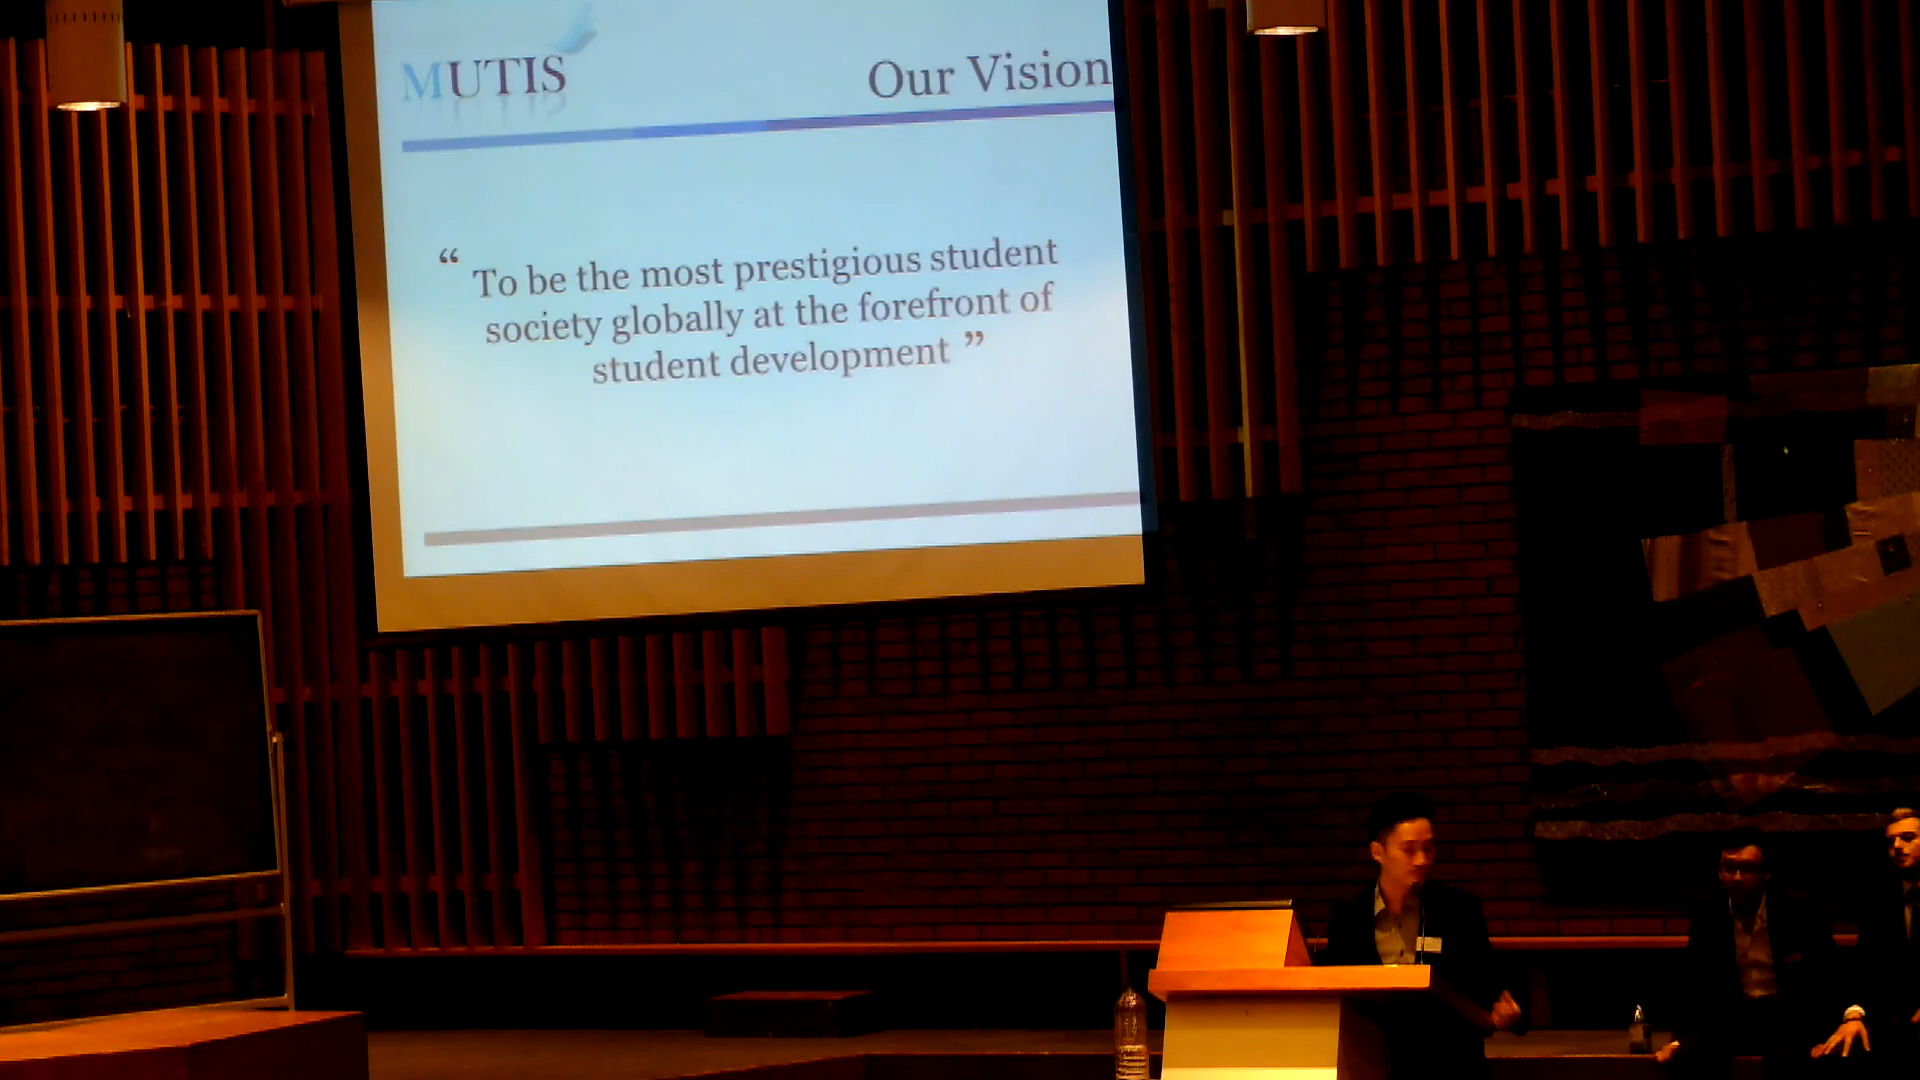 MUTIS
Our Vision
“ To be the most prestigious student
society globally at the forefront of
student development ”